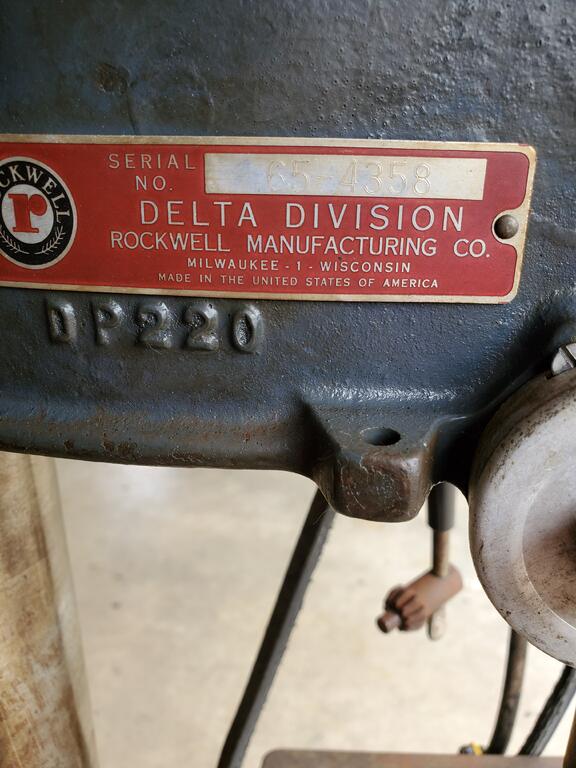 SERIAL
NO. 65-4358
DELTA DIVISION
ROCKWELL MANUFACTURING CO.
MILWAUKEE - 1 - WISCONSIN
MADE IN THE UNITED STATES OF AMERICA
r
DP220